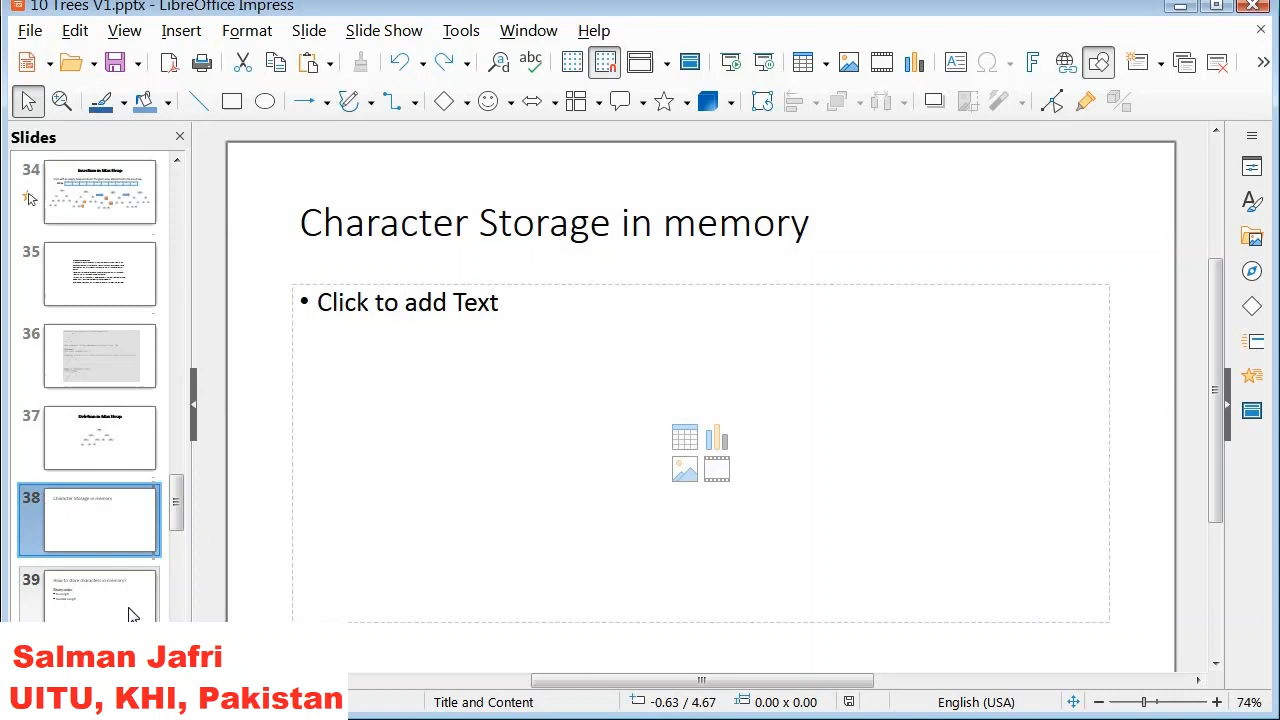 10 Trees V1.pptx - LibreOffice Impress
File Edit View Insert Format Slide Slide Show Tools Window Help
abc
Slides
34
35
36
37
38
39
Character Storage in memory
How to store characters in memory?
Character Storage in memory
• Click to add Text
Salman Jafri
UITU, KHI, Pakistan
Title and Content
-0.63 / 4.67
0.00 x 0.00
English (USA)
74%